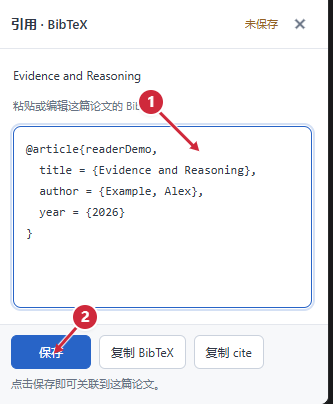 引用 · BibTeX 未保存 ×
Evidence and Reasoning
粘贴或编辑这篇论文的
1
@article{readerDemo,
title = {Evidence and Reasoning},
author = {Example, Alex},
year = {2026}
}
2
保存 复制 BibTeX 复制 cite
点击保存即可关联到这篇论文。